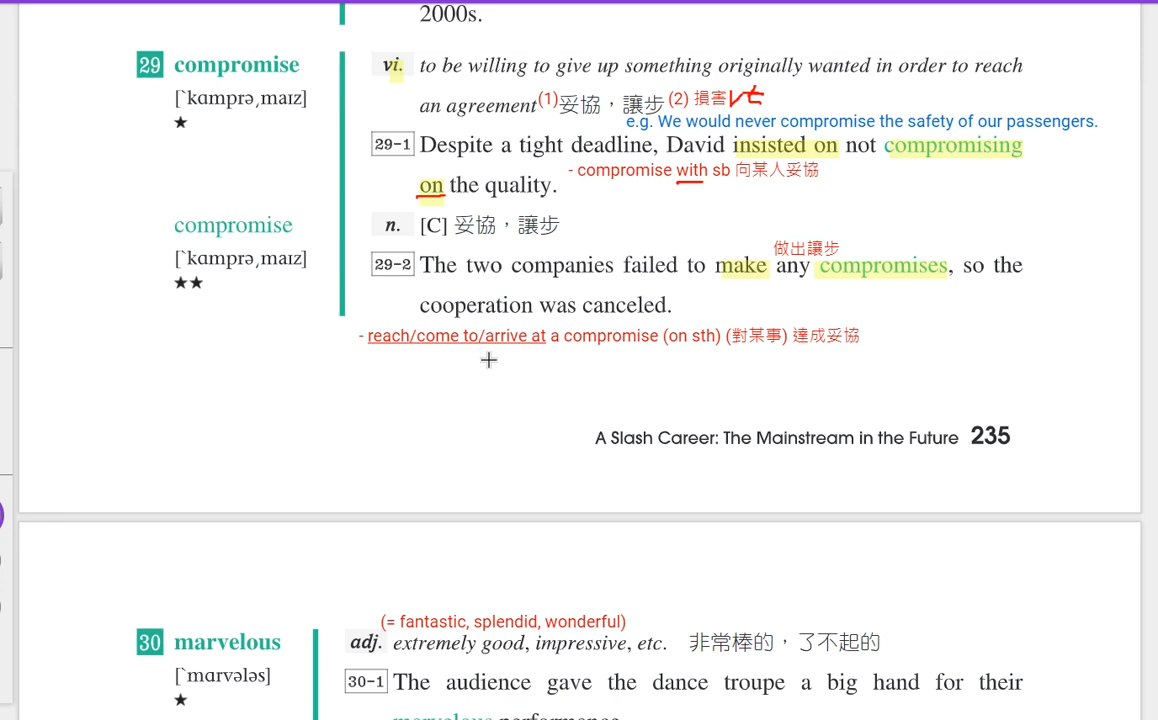 2000s.
29 compromise vi. to be willing to give up something originally wanted in order to reach
[ˋkɑmprəˏmaɪz] an agreement(1)妥協，讓步 (2) 損害 vt
★ e.g. We would never compromise the safety of our passengers.
29-1 Despite a tight deadline, David insisted on not compromising
- compromise with sb 向某人妥協
on the quality.
compromise n. [C] 妥協，讓步
做出讓步
[ˋkɑmprəˏmaɪz] 29-2 The two companies failed to make any compromises, so the
★★ cooperation was canceled.
- reach/come to/arrive at a compromise (on sth) (對某事) 達成妥協
A Slash Career: The Mainstream in the Future 235
(= fantastic, splendid, wonderful)
30 marvelous adj. extremely good, impressive, etc. 非常棒的，了不起的
[ˋmɑrvələs] 30-1 The audience gave the dance troupe a big hand for their
★
marvelous performance.